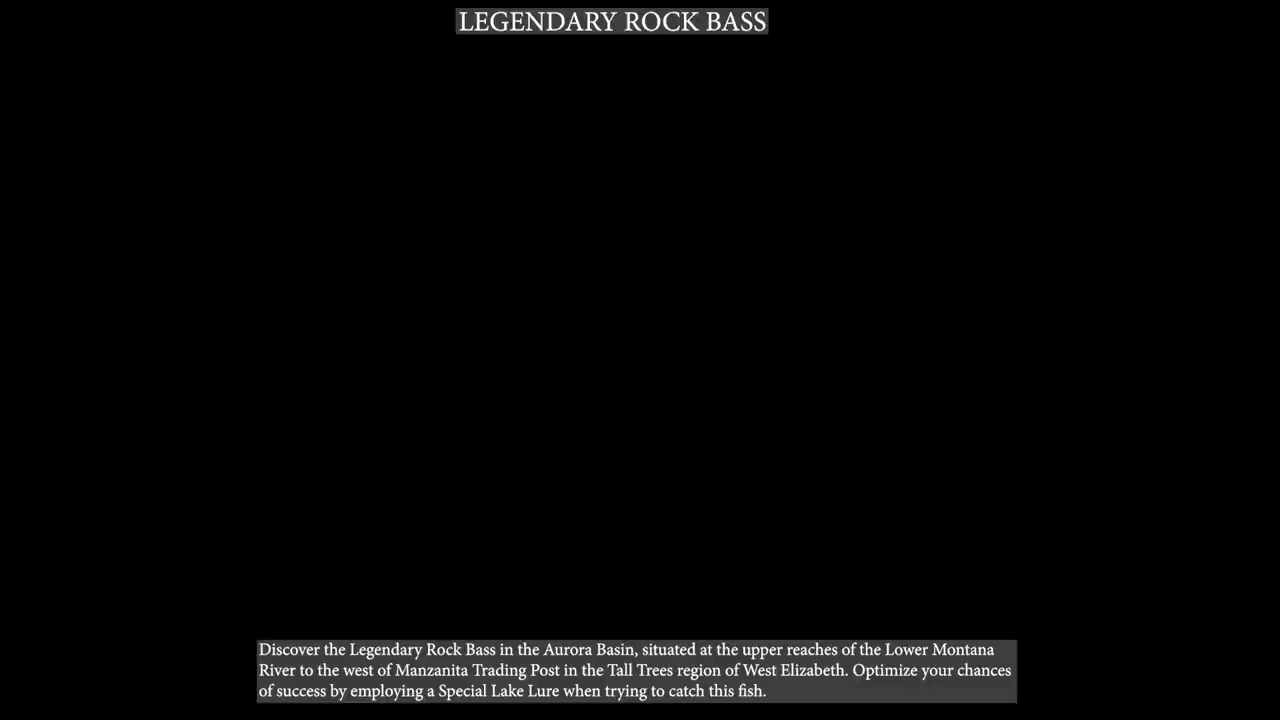 LEGENDARY ROCK BASS
Discover the Legendary Rock Bass in the Aurora Basin, situated at the upper reaches of the Lower Montana
River to the west of Manzanita Trading Post in the Tall Trees region of West Elizabeth. Optimize your chances
of success by employing a Special Lake Lure when trying to catch this fish.